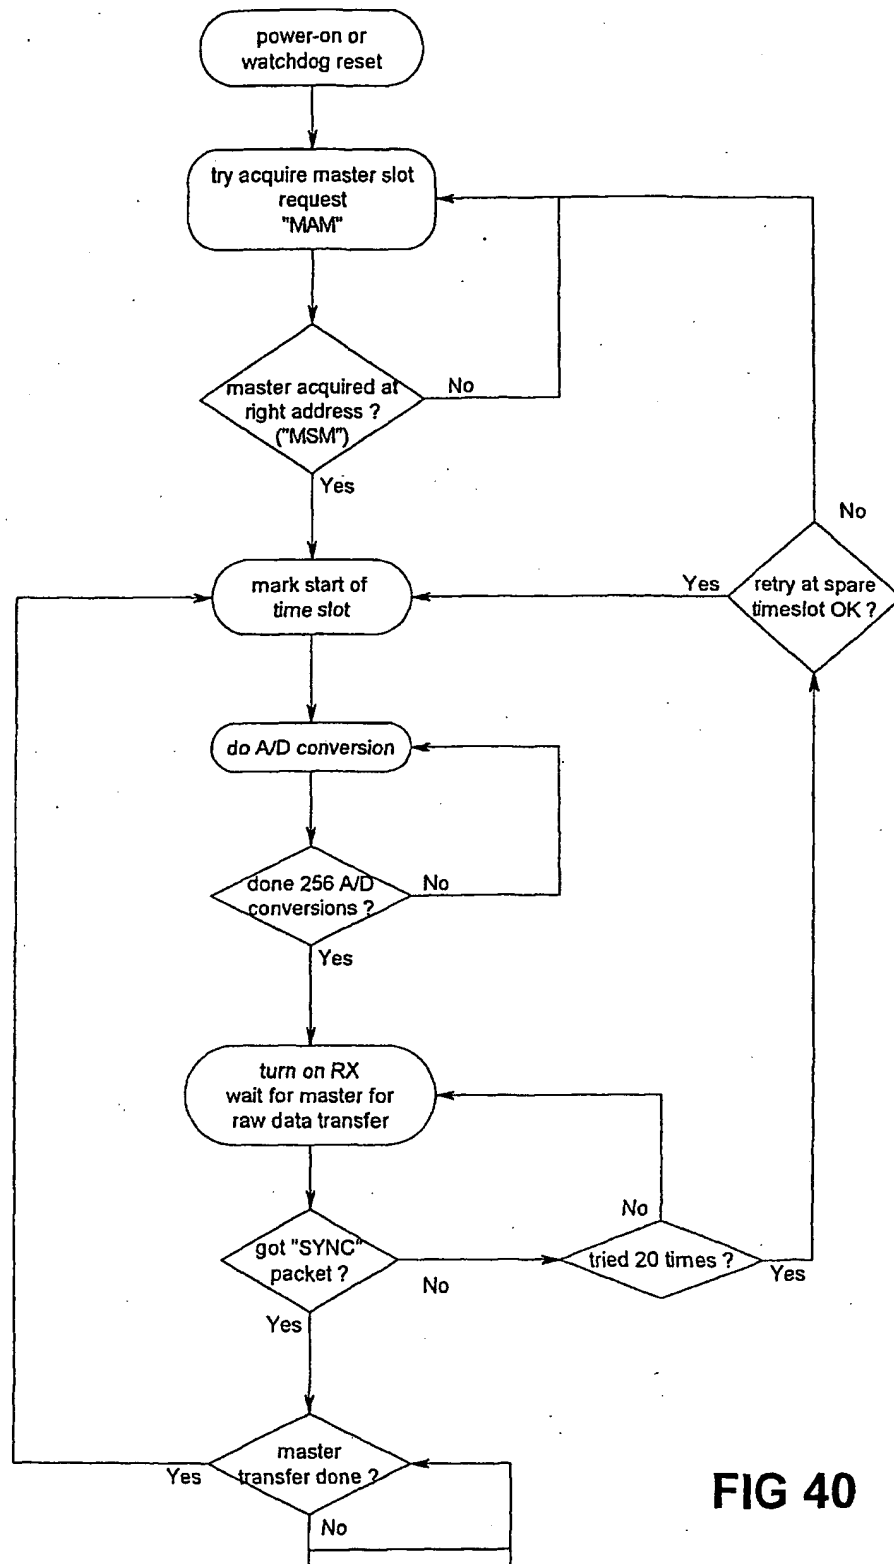 power-on or
watchdog reset
try acquire master slot
request
"MAM"
master acquired at
right address ?
("MSM")
No
Yes
No
mark start of
time slot
Yes
retry at spare
timeslot OK ?
do A/D conversion
done 256 A/D
conversions ?
No
Yes
turn on RX
wait for master for
raw data transfer
No
got "SYNC"
packet ?
No
tried 20 times ?
Yes
Yes
master
transfer done ?
Yes
No
FIG 40